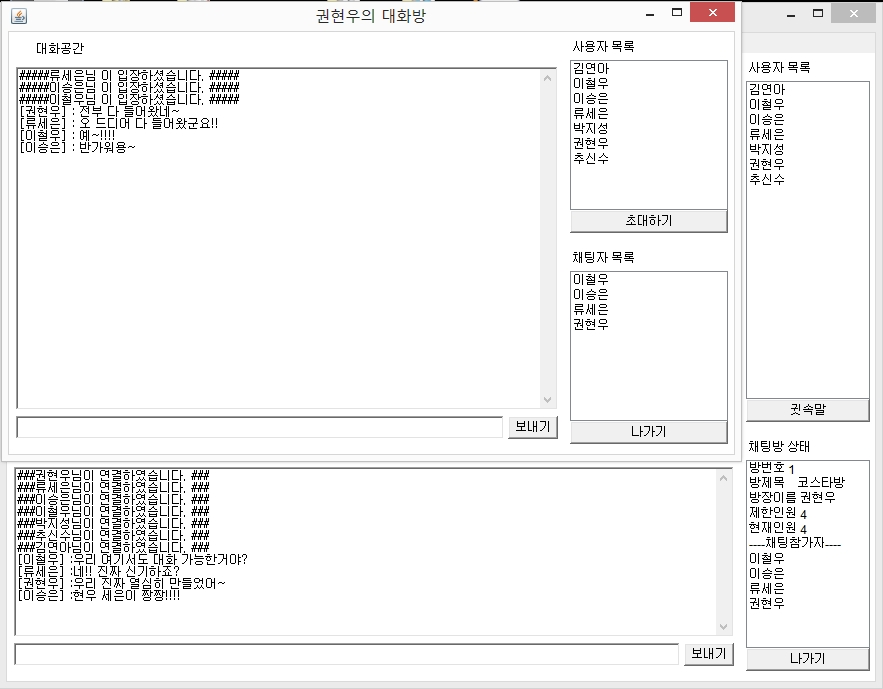 권현우의 대화방
대화공간
#####류세은님 이 입장하셨습니다. #####
#####이승은님 이 입장하셨습니다. #####
#####이철우님 이 입장하셨습니다. #####
[권현우] : 전부 다 들어왔네~
[류세은] : 오 드디어 다 들어왔군요!!
[이철우] : 예~!!!!
[이승은] : 반가워용~
보내기
사용자 목록
김연아
이철우
이승은
류세은
박지성
권현우
추신수
초대하기
채팅자 목록
이철우
이승은
류세은
권현우
나가기
사용자 목록
김연아
이철우
이승은
류세은
박지성
권현우
추신수
귓속말
###권현우님이 연결하였습니다. ###
###류세은님이 연결하였습니다. ###
###이승은님이 연결하였습니다. ###
###이철우님이 연결하였습니다. ###
###박지성님이 연결하였습니다. ###
###추신수님이 연결하였습니다. ###
###김연아님이 연결하였습니다. ###
[이철우] :우리 여기서도 대화 가능한거야?
[류세은] :네!! 진짜 신기하죠?
[권현우] :우리 진짜 열심히 만들었어~
[이승은] :현우 세은이 짱짱!!!!
보내기
채팅방 상태
방번호 1
방제목 코스타방
방장이름 권현우
제한인원 4
현재인원 4
----채팅참가자----
이철우
이승은
류세은
권현우
나가기